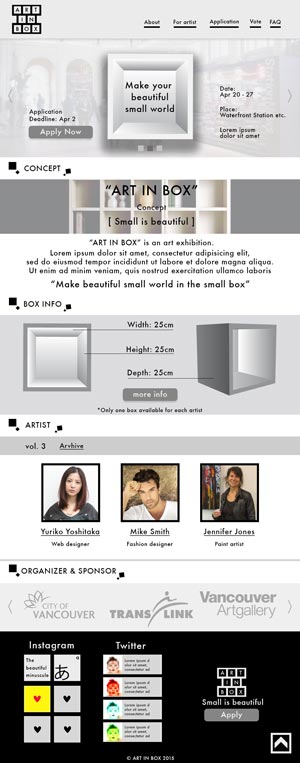 ART
IN
BOX
About
For artist
Application
Vote
FAQ
Make your
beautiful
small world
Application
Deadline: Apr 2
Apply Now
Date:
Apr 20 - 27
Place:
Waterfront Station etc.
Lorem ipsum
dolor sit amet
CONCEPT
“ART IN BOX”
Concept
[ Small is beautiful ]
“ART IN BOX” is an art exhibition.
Lorem ipsum dolor sit amet, consectetur adipisicing elit,
sed do eiusmod tempor incididunt ut labore et dolore magna aliqua.
Ut enim ad minim veniam, quis nostrud exercitation ullamco laboris
“Make beautiful small world in the small box”
BOX INFO
Width: 25cm
Height: 25cm
Depth: 25cm
more info
*Only one box available for each artist
ARTIST
vol. 3
Arvhive
Yuriko Yoshitaka
Web designer
Mike Smith
Fashion designer
Jennifer Jones
Paint artist
ORGANIZER & SPONSOR
CITY OF
VANCOUVER
TRANSLINK
Vancouver
Artgallery
Instagram
The
beautiful
minuscule
あ
Twitter
Lorem ipsum d
olor sit amet,
consectetur ad
Lorem ipsum d
olor sit amet,
consectetur ad
Lorem ipsum d
olor sit amet,
consectetur ad
Lorem ipsum d
olor sit amet,
consectetur ad
ART
IN
BOX
Small is beautiful
Apply
© ART IN BOX 2015